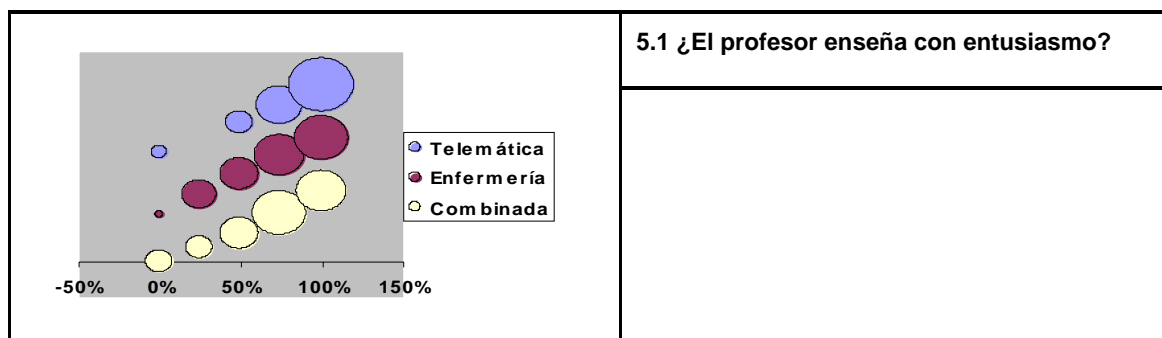 5.1 ¿El profesor enseña con entusiasmo?
Telemática
Enfermería
Combinada
-50% 0% 50% 100% 150%